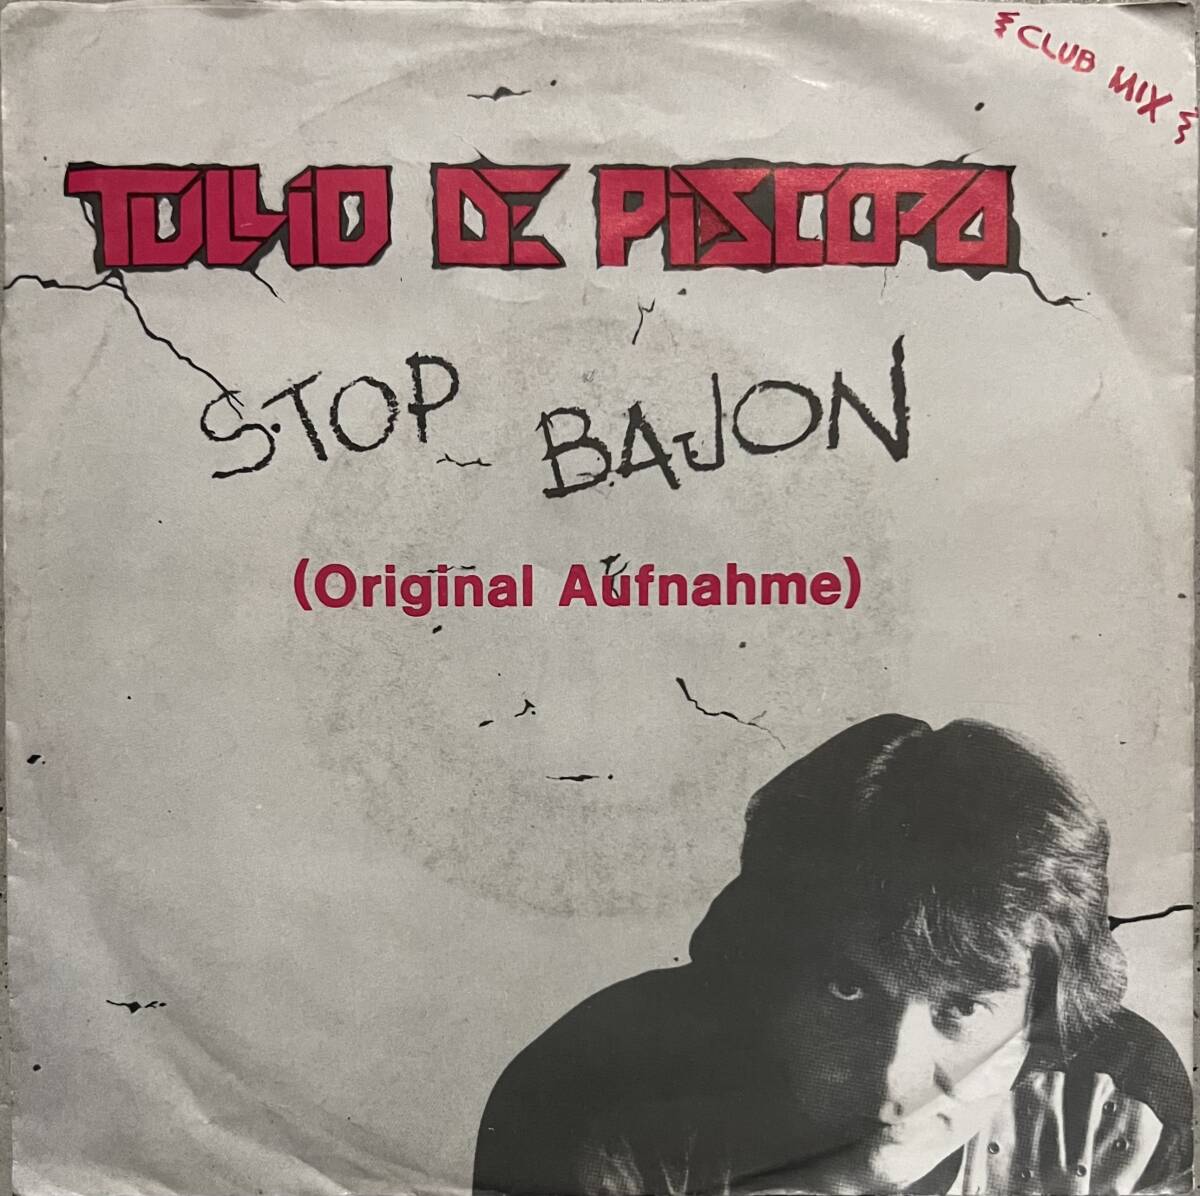 CLUB MIX
TULLIO DE PISCOPO
STOP BAJON
(Original Aufnahme)